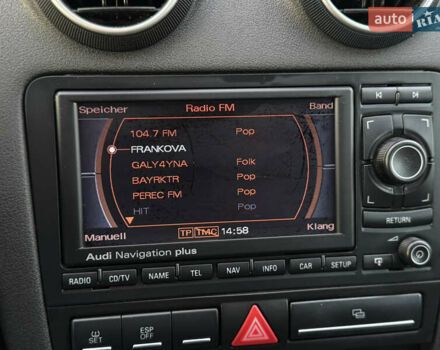 auto RIA
Speicher Radio FM Band
104.7 FM Pop
FRANKOVA
GALY4YNA Folk
BAYRKTR Pop
PEREC FM Pop
HIT Pop
Manuell TP TMC 14:58 Klang
Audi Navigation plus
RETURN
RADIO CD/TV NAME TEL NAV INFO CAR SETUP
SET
ESP OFF